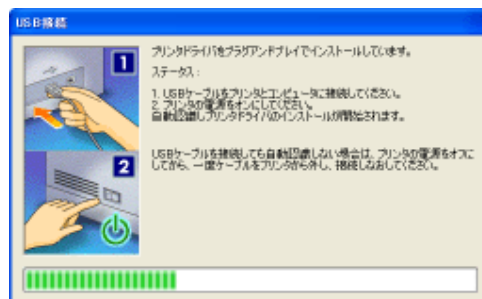 USB接続
1
プリンタドライバをプラグアンドプレイでインストールしています。
ステータス:
1. USBケーブルをプリンタとコンピュータに接続してください。
2. プリンタの電源をオンにしてください。
自動認識しプリンタドライバのインストールが開始されます。
2
USBケーブルを接続しても自動認識しない場合は、プリンタの電源をオフに
してから、一度ケーブルをプリンタから外し、接続しなおしてください。